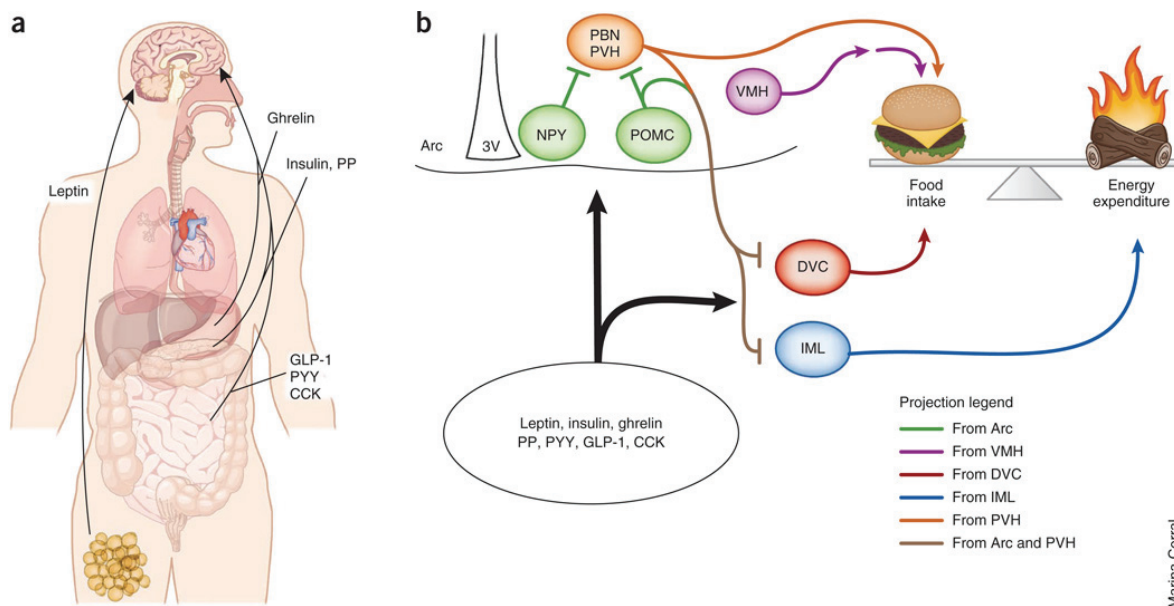 a
Ghrelin
Insulin, PP
Leptin
GLP-1
PYY
CCK
b
PBN
PVH
VMH
NPY
POMC
Arc
3V
Food
intake
Energy
expenditure
DVC
IML
Leptin, insulin, ghrelin
PP, PYY, GLP-1, CCK
Projection legend
From Arc
From VMH
From DVC
From IML
From PVH
From Arc and PVH
Marina Corral